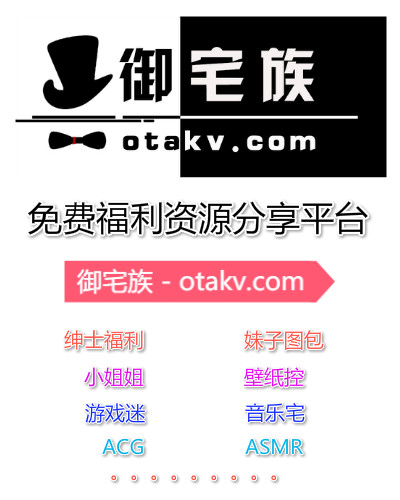 御宅族
otakv.com
免费福利资源分享平台
御宅族 - otakv.com
绅士福利 妹子图包
小姐姐 壁纸控
游戏迷 音乐宅
ACG ASMR
。。。。。。。。。